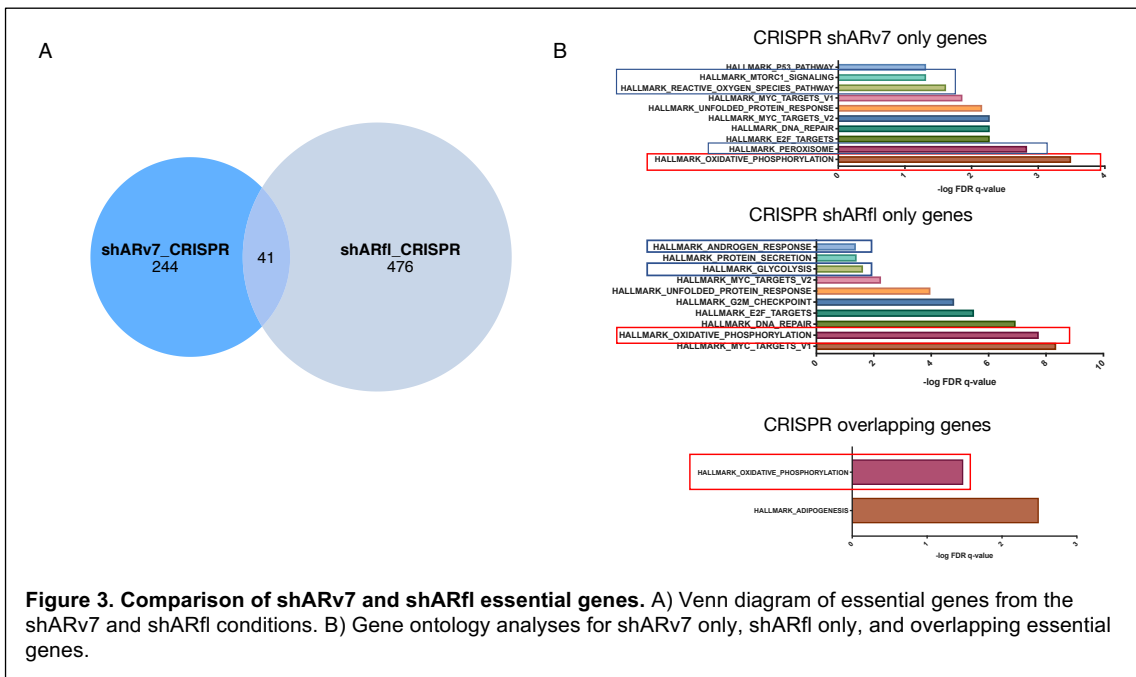 A
shARv7_CRISPR
244
41
shARfl_CRISPR
476
B
CRISPR shARv7 only genes
HALLMARK_P53_PATHWAY
HALLMARK_MTORC1_SIGNALING
HALLMARK_REACTIVE_OXYGEN_SPECIES_PATHWAY
HALLMARK_MYC_TARGETS_V1
HALLMARK_UNFOLDED_PROTEIN_RESPONSE
HALLMARK_MYC_TARGETS_V2
HALLMARK_DNA_REPAIR
HALLMARK_E2F_TARGETS
HALLMARK_PEROXISOME
HALLMARK_OXIDATIVE_PHOSPHORYLATION
0 1 2 3 4
-log FDR q-value
CRISPR shARfl only genes
HALLMARK_ANDROGEN_RESPONSE
HALLMARK_PROTEIN_SECRETION
HALLMARK_GLYCOLYSIS
HALLMARK_MYC_TARGETS_V2
HALLMARK_UNFOLDED_PROTEIN_RESPONSE
HALLMARK_G2M_CHECKPOINT
HALLMARK_E2F_TARGETS
HALLMARK_DNA_REPAIR
HALLMARK_OXIDATIVE_PHOSPHORYLATION
HALLMARK_MYC_TARGETS_V1
0 2 4 6 8 10
-log FDR q-value
CRISPR overlapping genes
HALLMARK_OXIDATIVE_PHOSPHORYLATION
HALLMARK_ADIPOGENESIS
0 1 2 3
-log FDR q-value
Figure 3. Comparison of shARv7 and shARfl essential genes. A) Venn diagram of essential genes from the
shARv7 and shARfl conditions. B) Gene ontology analyses for shARv7 only, shARfl only, and overlapping essential
genes.